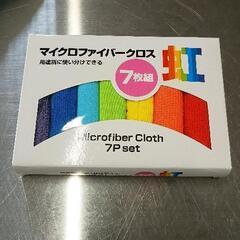 マイクロファイバークロス
用途別に使い分けできる
7枚組
虹
Microfiber Cloth
7P set